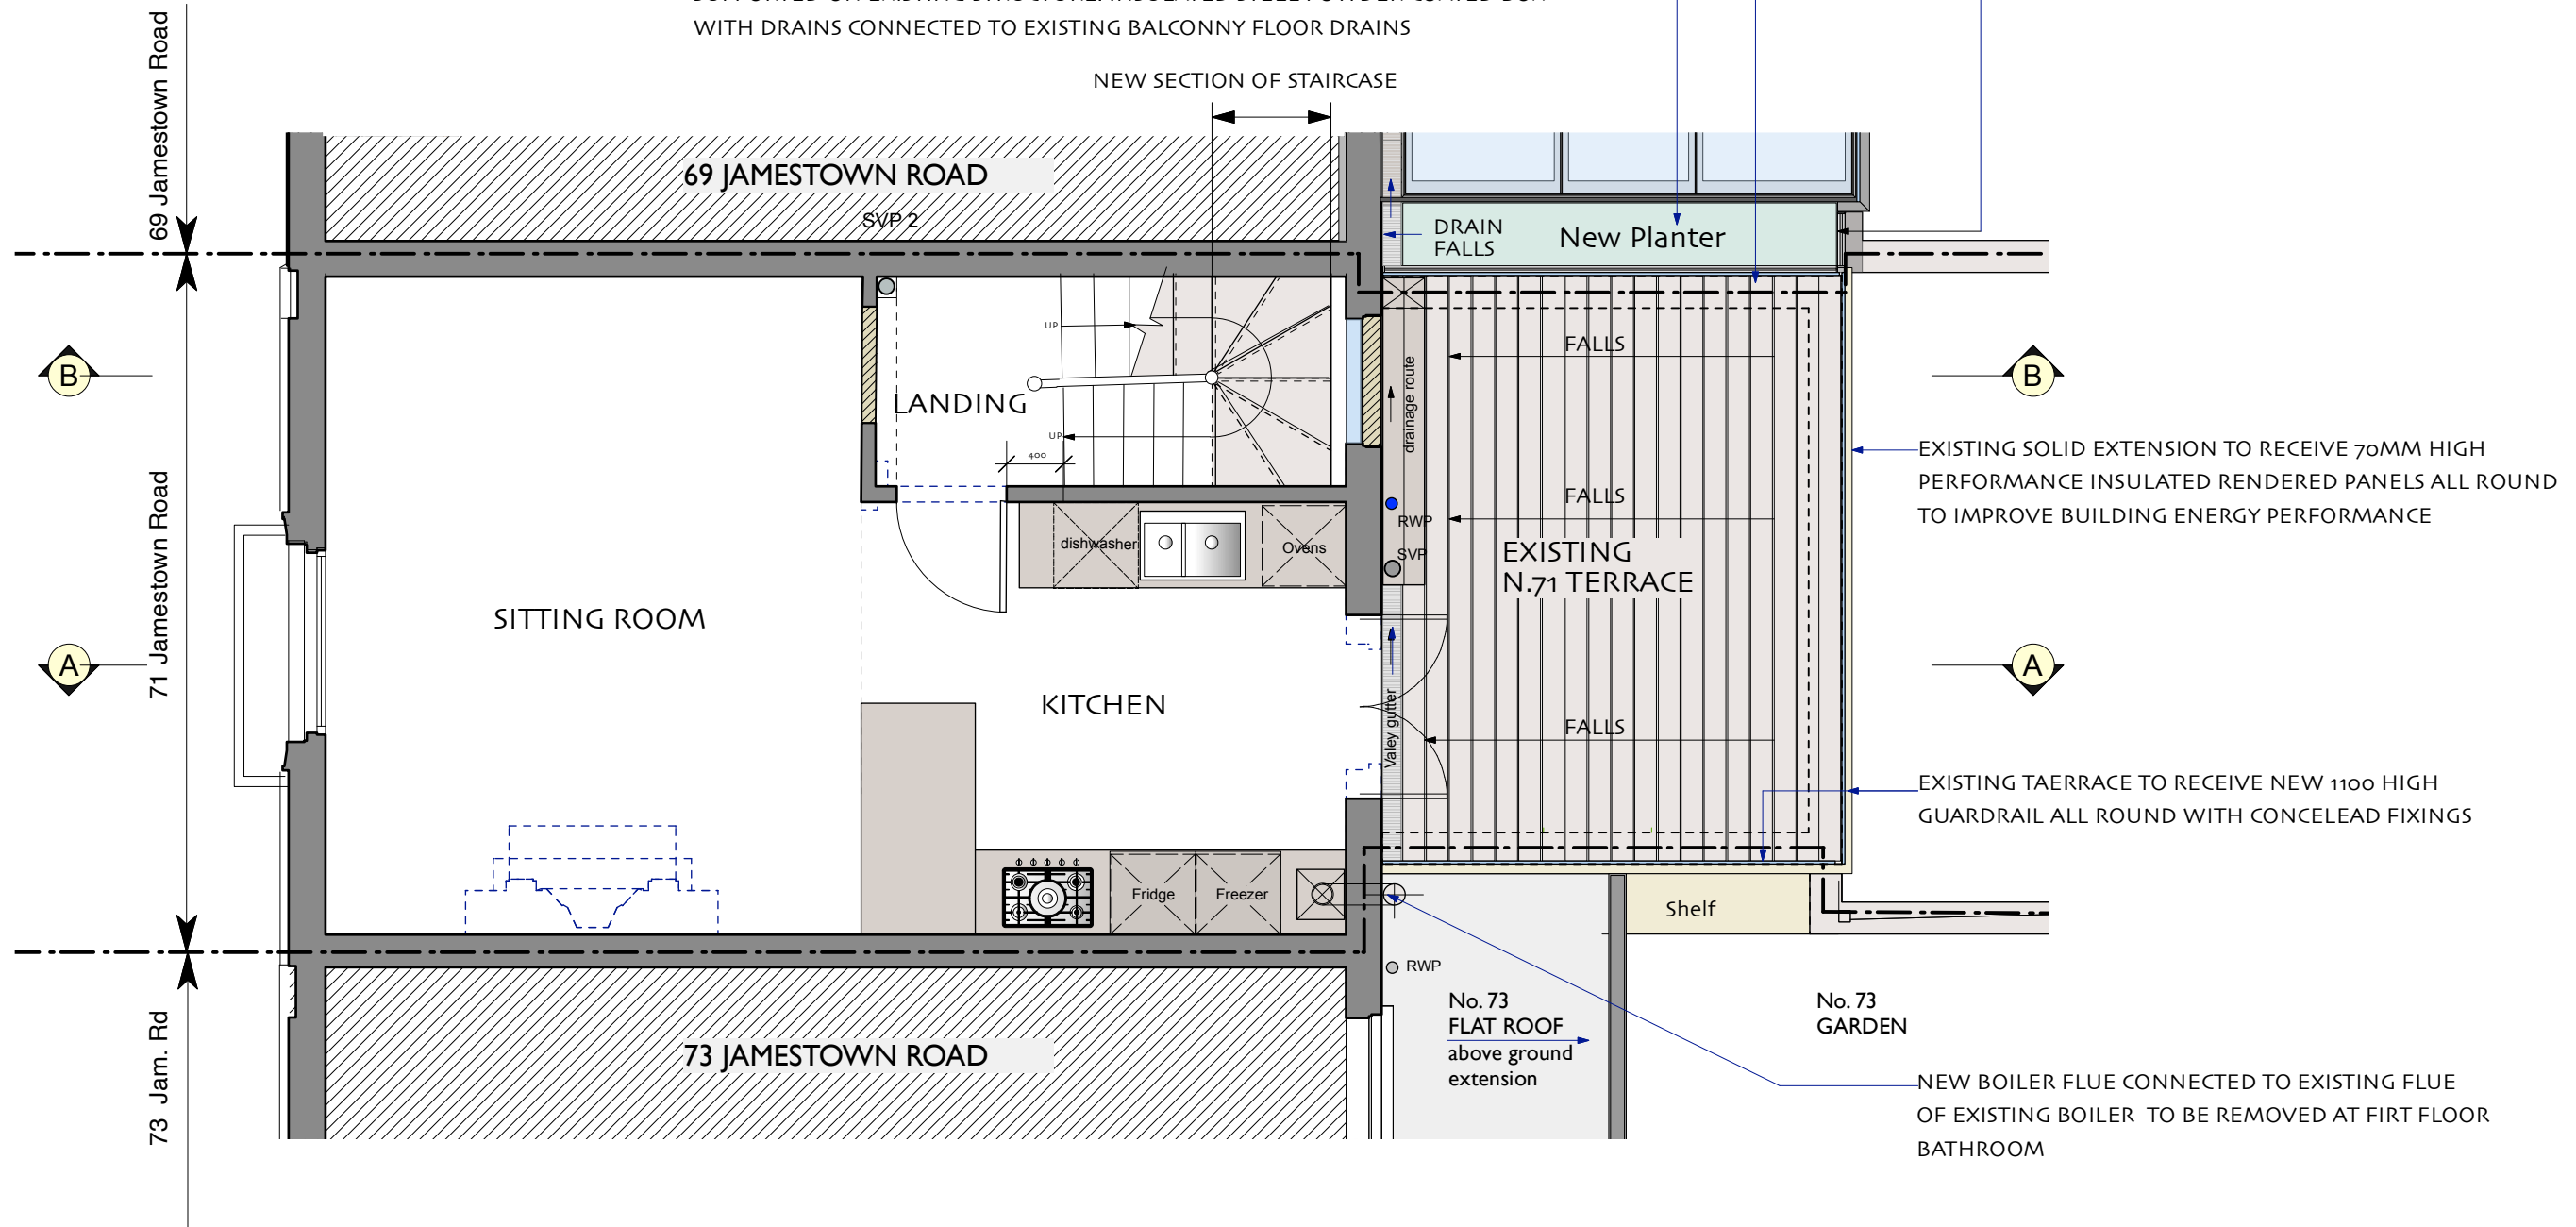 WITH DRAINS CONNECTED TO EXISTING BALCONNY FLOOR DRAINS
NEW SECTION OF STAIRCASE
69 Jamestown Road
69 JAMESTOWN ROAD
SVP 2
DRAIN
FALLS
New Planter
B
UP
LANDING
UP
400
drainage route
FALLS
B
EXISTING SOLID EXTENSION TO RECEIVE 70MM HIGH
PERFORMANCE INSULATED RENDERED PANELS ALL ROUND
TO IMPROVE BUILDING ENERGY PERFORMANCE
71 Jamestown Road
dishwasher
Ovens
RWP
SVP
FALLS
EXISTING
N.71 TERRACE
SITTING ROOM
A
KITCHEN
Valey gutter
FALLS
A
EXISTING TAERRACE TO RECEIVE NEW 1100 HIGH
GUARDRAIL ALL ROUND WITH CONCELEAD FIXINGS
Fridge
Freezer
Shelf
RWP
73 Jam. Rd
73 JAMESTOWN ROAD
No. 73
FLAT ROOF
above ground
extension
No. 73
GARDEN
NEW BOILER FLUE CONNECTED TO EXISTING FLUE
OF EXISTING BOILER TO BE REMOVED AT FIRT FLOOR
BATHROOM